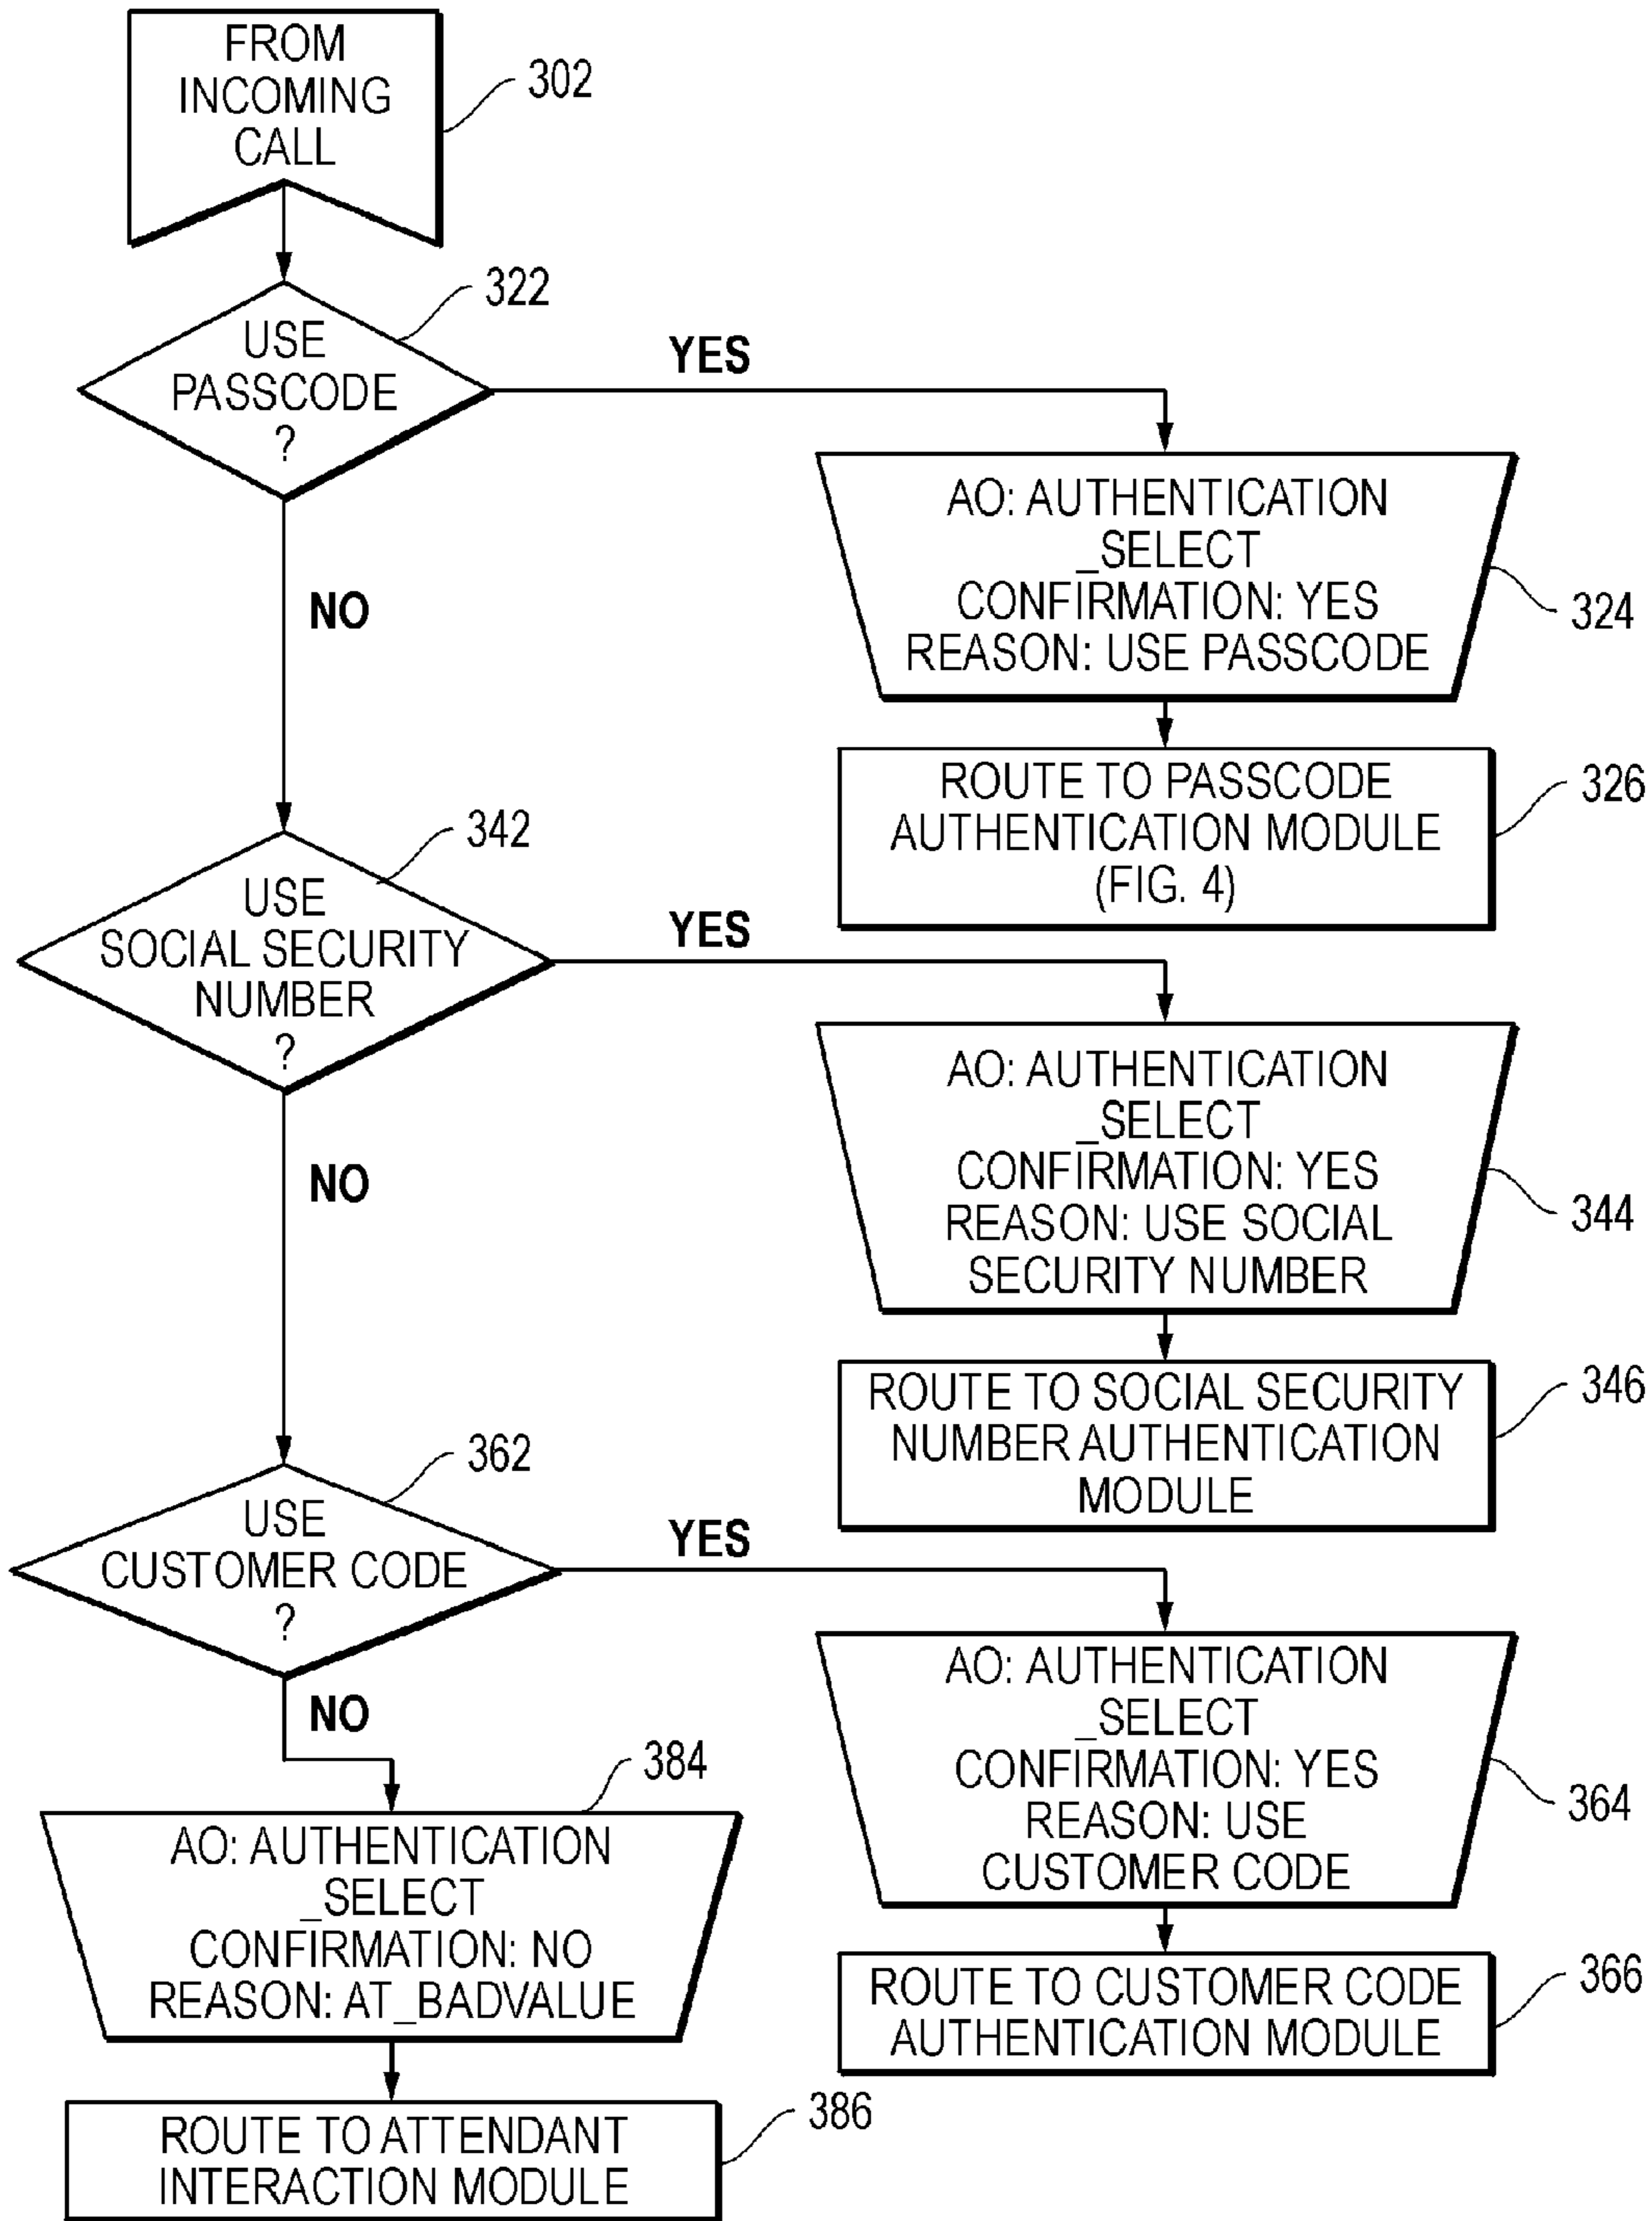 FROM
INCOMING
CALL
302
322
USE
PASSCODE
?
YES
NO
AO: AUTHENTICATION
_SELECT
CONFIRMATION: YES
REASON: USE PASSCODE
324
ROUTE TO PASSCODE
AUTHENTICATION MODULE
(FIG. 4)
326
342
USE
SOCIAL SECURITY
NUMBER
?
YES
NO
AO: AUTHENTICATION
_SELECT
CONFIRMATION: YES
REASON: USE SOCIAL
SECURITY NUMBER
344
ROUTE TO SOCIAL SECURITY
NUMBER AUTHENTICATION
MODULE
346
362
USE
CUSTOMER CODE
?
YES
NO
AO: AUTHENTICATION
_SELECT
CONFIRMATION: YES
REASON: USE
CUSTOMER CODE
364
ROUTE TO CUSTOMER CODE
AUTHENTICATION MODULE
366
384
AO: AUTHENTICATION
_SELECT
CONFIRMATION: NO
REASON: AT_BADVALUE
ROUTE TO ATTENDANT
INTERACTION MODULE
386